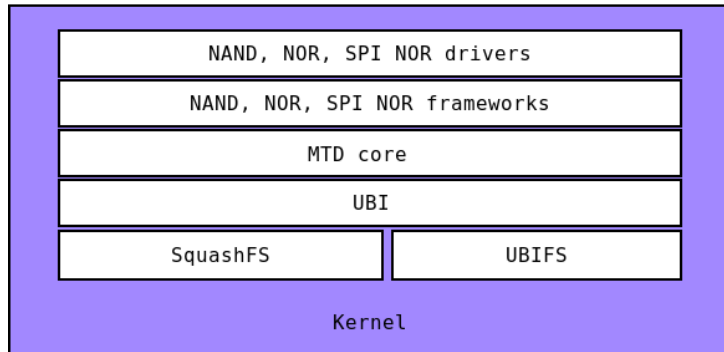 NAND, NOR, SPI NOR drivers
NAND, NOR, SPI NOR frameworks
MTD core
UBI
SquashFS
UBIFS
Kernel